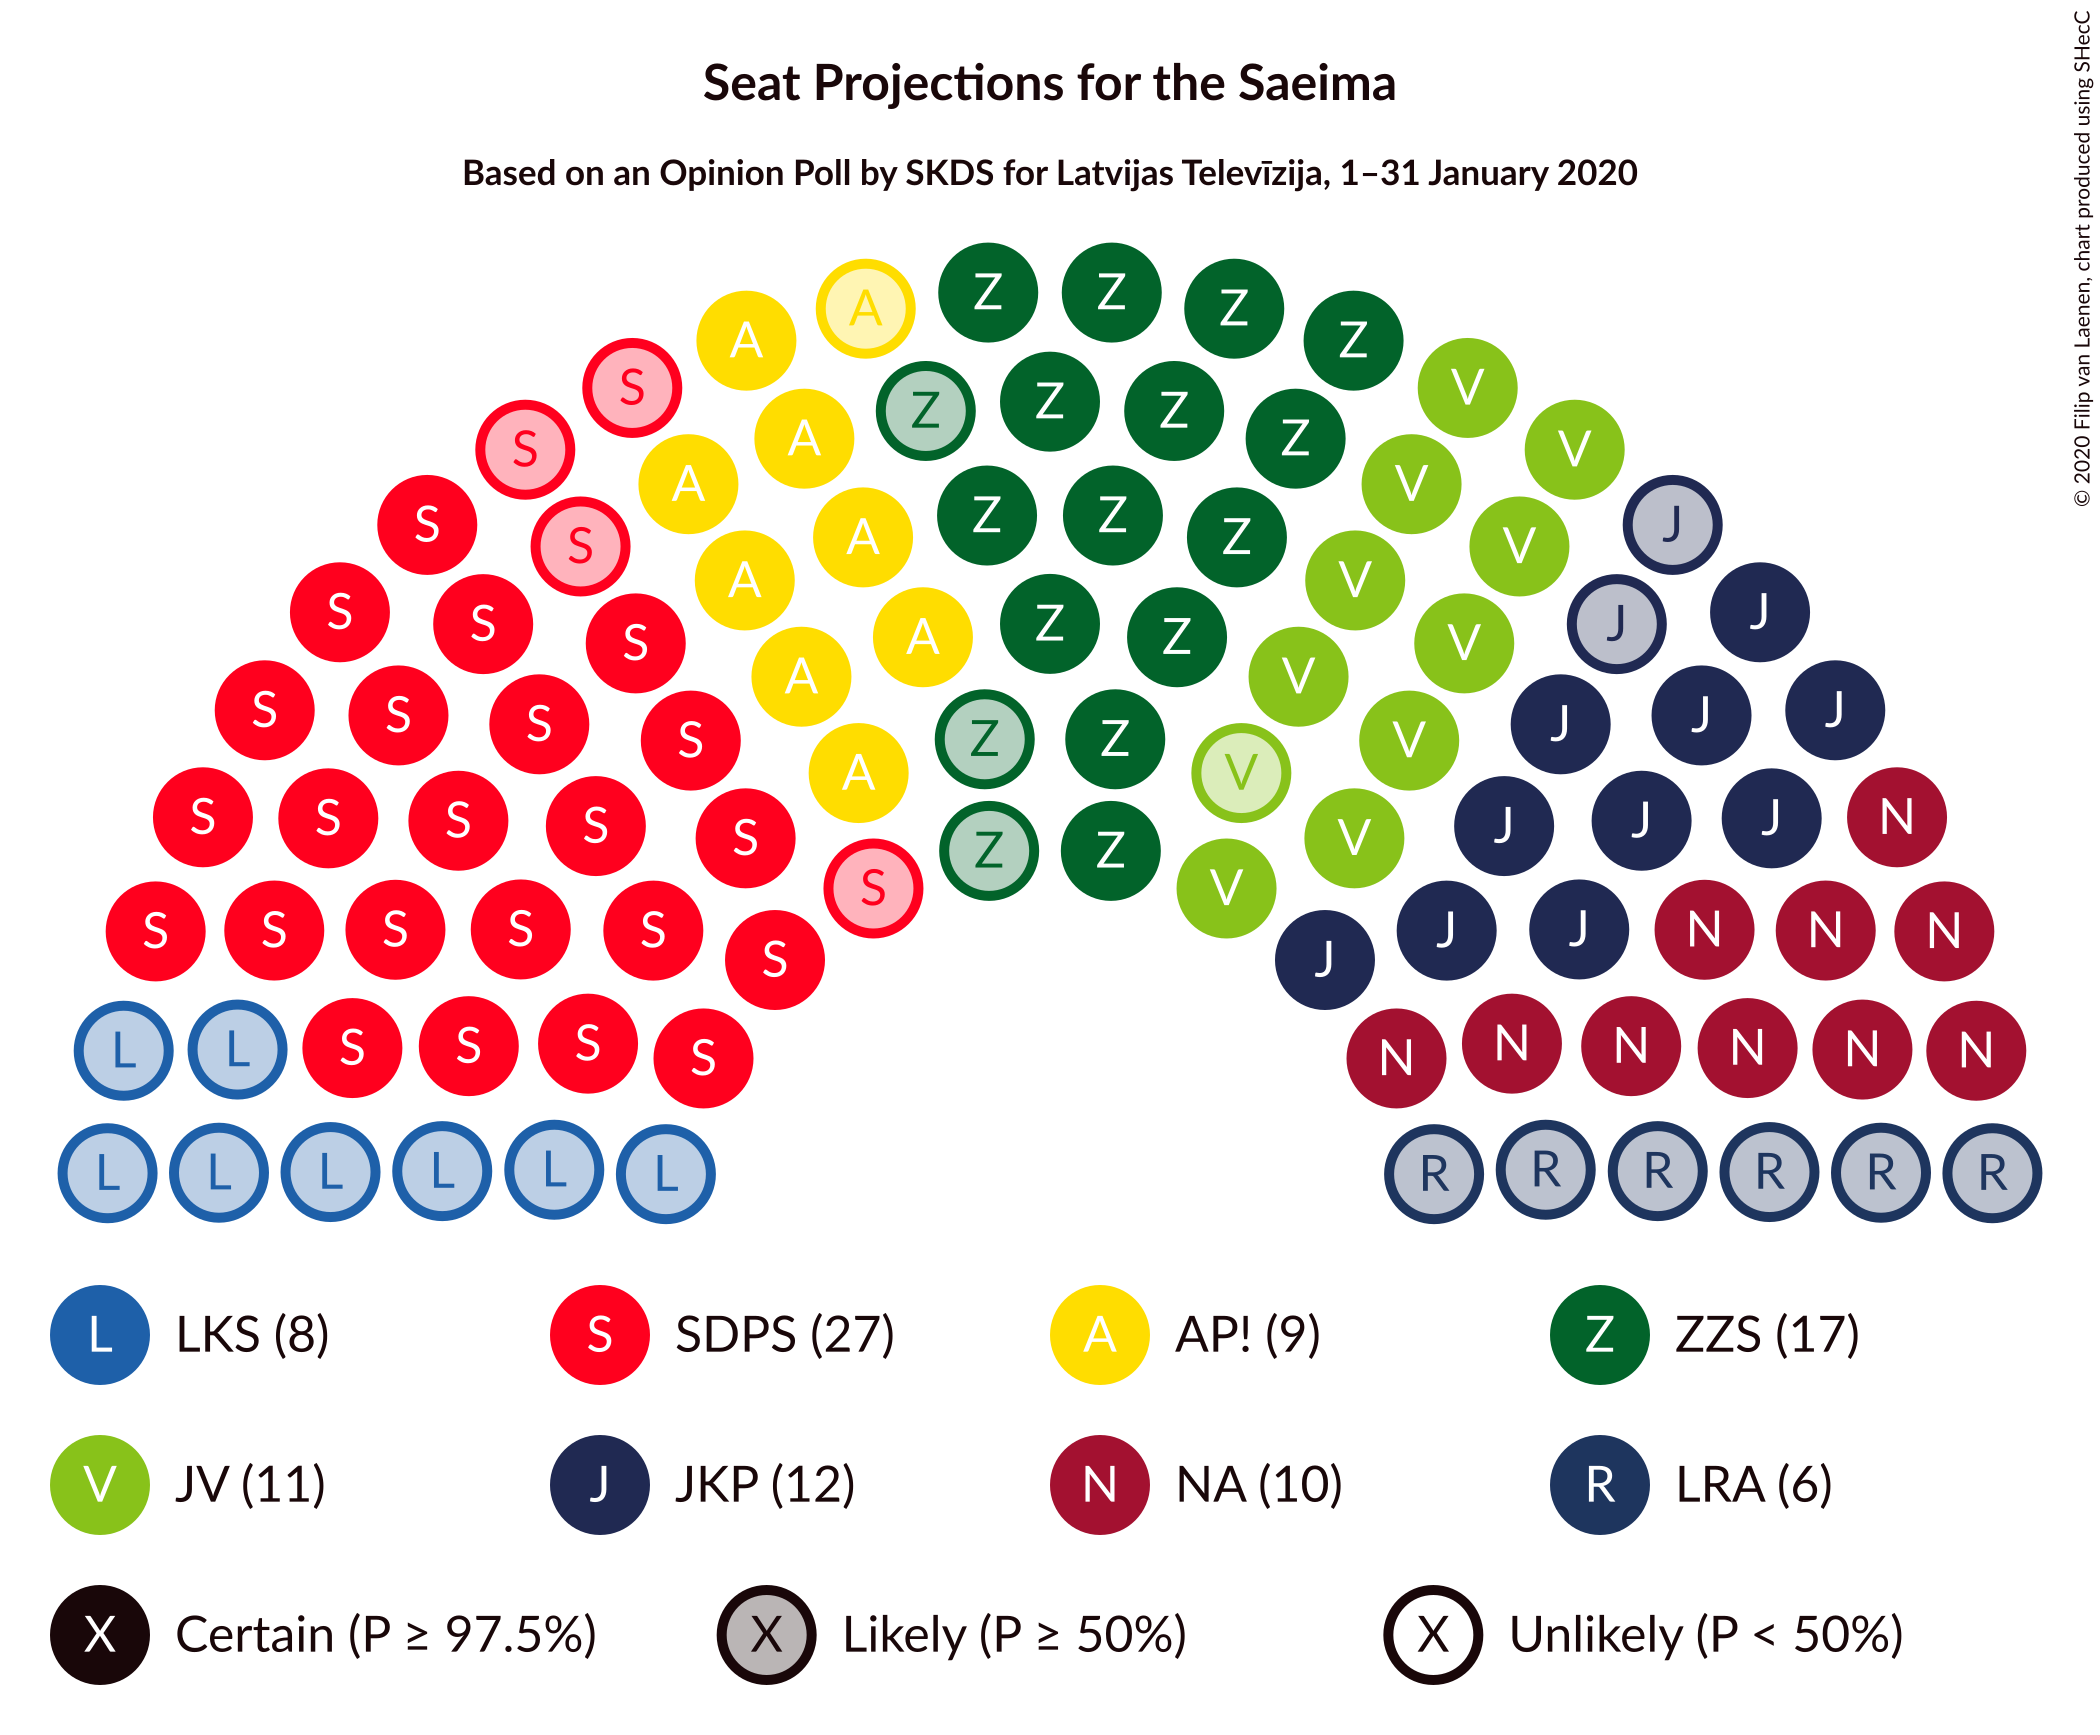 Seat Projections for the Saeima
Based on an Opinion Poll by SKDS for Latvijas Televīzija, 1–31 January 2020
© 2020 Filip van Laenen, chart produced using SHecC
Z Z
A Z
A Z
S V
Z
Z Z
A Z
S V
A V
Z Z
S J
A Z
S V
A V
S J
S Z J
A Z
S V
A V
S J
S J
S J
S Z Z J
S V
A V
S J
S J
S N
S J
S Z Z J
S V
S J
S J
S N
S J
S N
S N
S J
L N
L N
S N
S N
S N
S N
L R
L R
L R
L R
L R
L R
L LKS (8) S SDPS (27) A AP! (9) Z ZZS (17)
V JV (11) J JKP (12) N NA (10) R LRA (6)
X Certain (P ≥ 97.5%) X Likely (P ≥ 50%) X Unlikely (P < 50%)